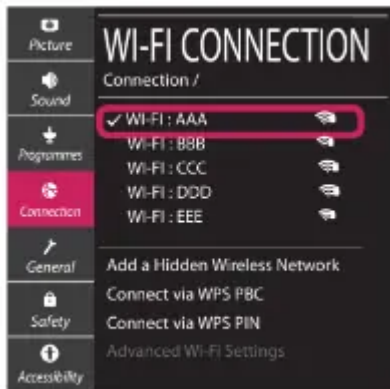 Picture
Sound
Programmes
Connection
General
Safety
Accessibility
WI-FI CONNECTION
Connection /
✓ WI-FI : AAA
WI-FI : BBB
WI-FI : CCC
WI-FI : DDD
WI-FI : EEE
Add a Hidden Wireless Network
Connect via WPS PBC
Connect via WPS PIN
Advanced Wi-Fi Settings